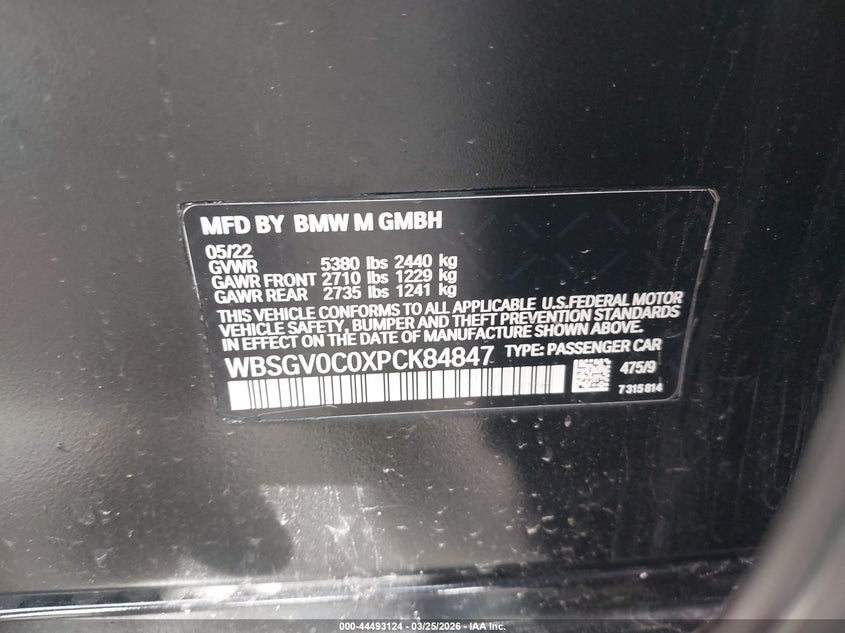 MFD BY BMW M GMBH
05/22
GVWR 5380 lbs 2440 kg
GAWR FRONT 2710 lbs 1229 kg
GAWR REAR 2735 lbs 1241 kg
THIS VEHICLE CONFORMS TO ALL APPLICABLE U.S.FEDERAL MOTOR
VEHICLE SAFETY, BUMPER AND THEFT PREVENTION STANDARDS
IN EFFECT ON THE DATE OF MANUFACTURE SHOWN ABOVE.
WBSGV0C0XPCK84847 TYPE: PASSENGER CAR
475/9
7315814
000-44493124 | 03/25/2026 - IAA Inc.